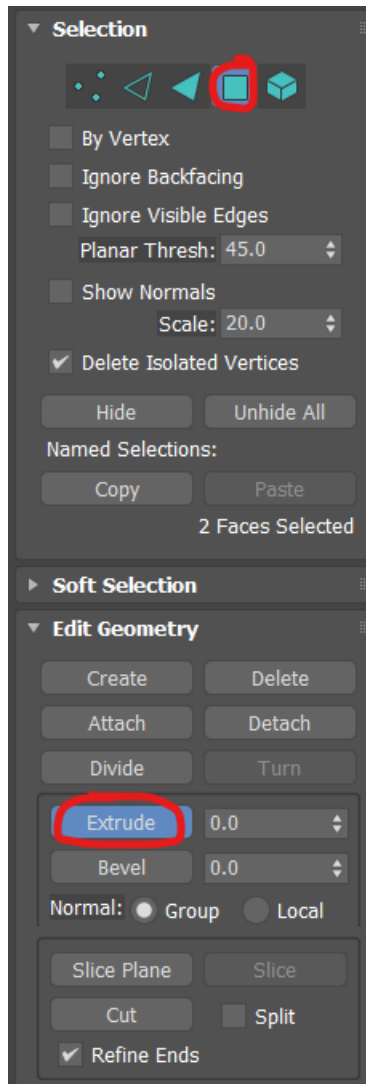 Selection
By Vertex
Ignore Backfacing
Ignore Visible Edges
Planar Thresh: 45.0
Show Normals
Scale: 20.0
Delete Isolated Vertices
Hide Unhide All
Named Selections:
Copy Paste
2 Faces Selected
Soft Selection
Edit Geometry
Create Delete
Attach Detach
Divide Turn
Extrude 0.0
Bevel 0.0
Normal: Group Local
Slice Plane Slice
Cut Split
Refine Ends